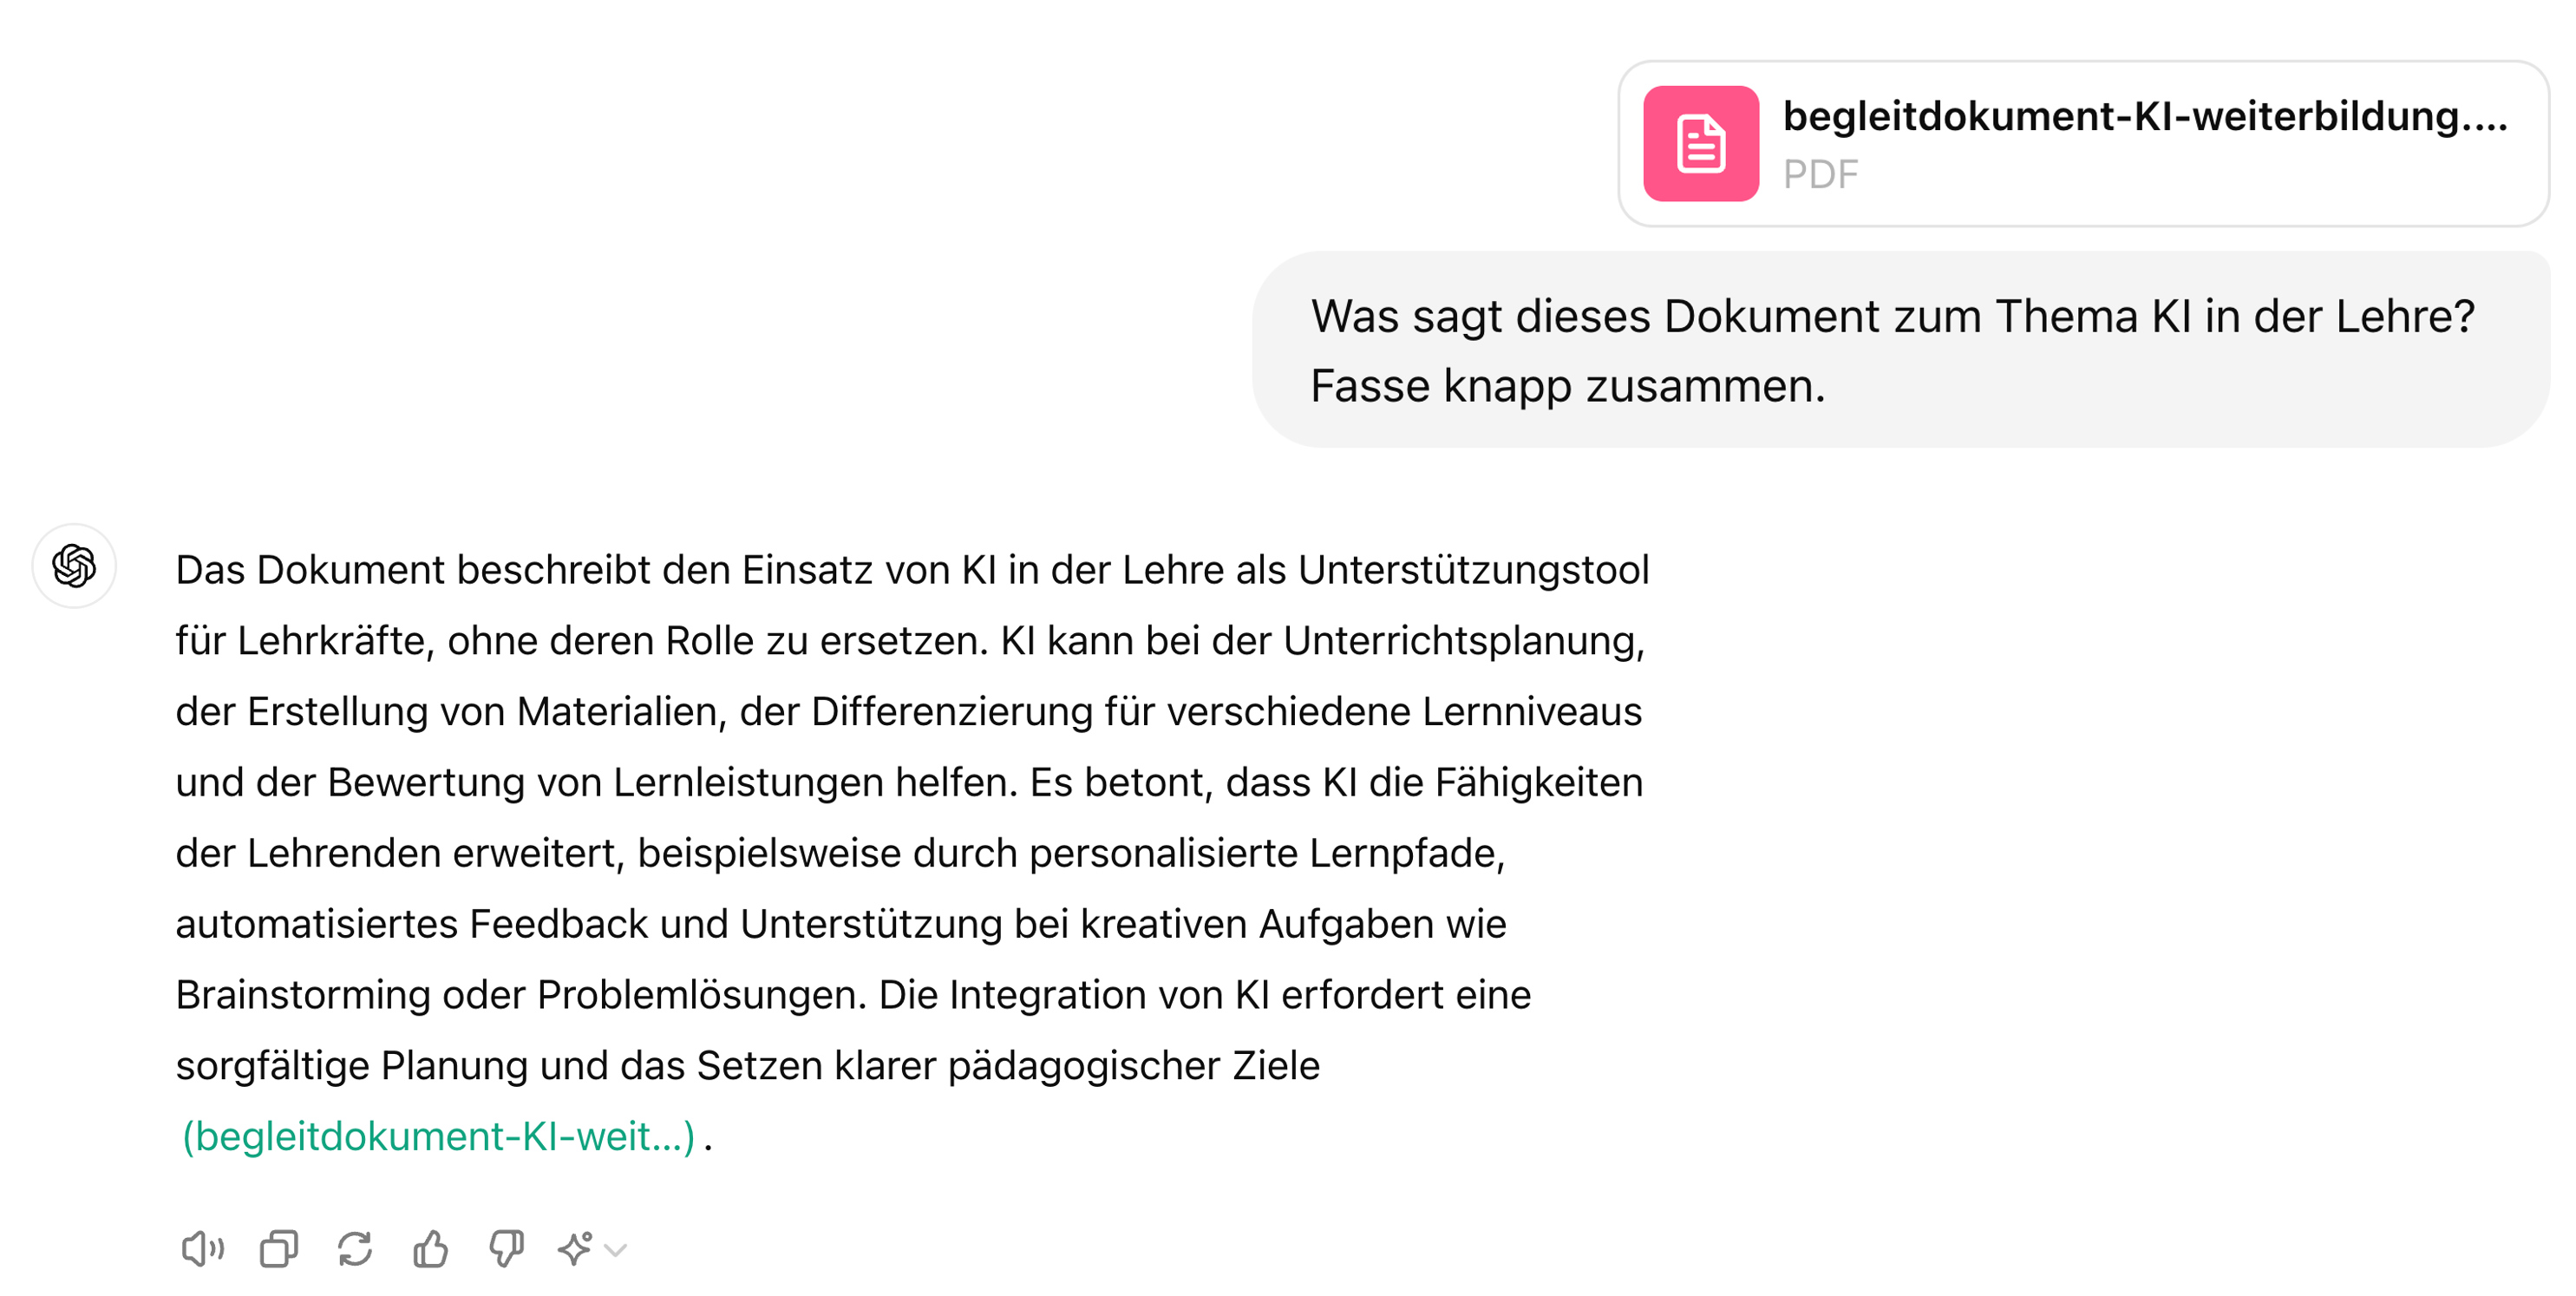 begleitdokument-KI-weiterbildung....
PDF
Was sagt dieses Dokument zum Thema KI in der Lehre?
Fasse knapp zusammen.
Das Dokument beschreibt den Einsatz von KI in der Lehre als Unterstützungstool
für Lehrkräfte, ohne deren Rolle zu ersetzen. KI kann bei der Unterrichtsplanung,
der Erstellung von Materialien, der Differenzierung für verschiedene Lernniveaus
und der Bewertung von Lernleistungen helfen. Es betont, dass KI die Fähigkeiten
der Lehrenden erweitert, beispielsweise durch personalisierte Lernpfade,
automatisiertes Feedback und Unterstützung bei kreativen Aufgaben wie
Brainstorming oder Problemlösungen. Die Integration von KI erfordert eine
sorgfältige Planung und das Setzen klarer pädagogischer Ziele
(begleitdokument-KI-weit...) .